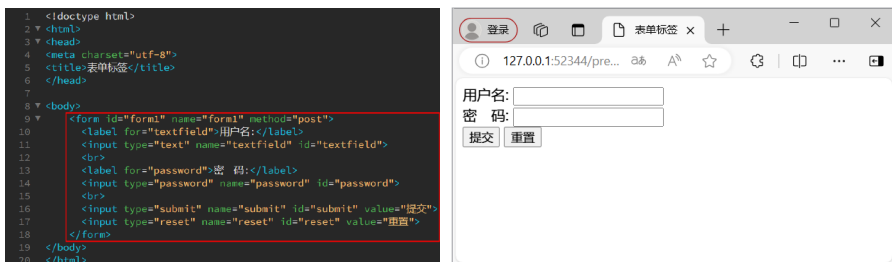 1 <!doctype html>
2 <html>
3 <head>
4 <meta charset="utf-8">
5 <title>表单标签</title>
6 </head>
7
8 <body>
9 <form id="form1" name="form1" method="post">
10 <label for="textfield">用户名:</label>
11 <input type="text" name="textfield" id="textfield">
12 <br>
13 <label for="password">密 码:</label>
14 <input type="password" name="password" id="password">
15 <br>
16 <input type="submit" name="submit" id="submit" value="提交">
17 <input type="reset" name="reset" id="reset" value="重置">
18 </form>
19 </body>
20 </html>
登录 表单标签
127.0.0.1:52344/pre... aあ A
用户名:
密 码:
提交 重置